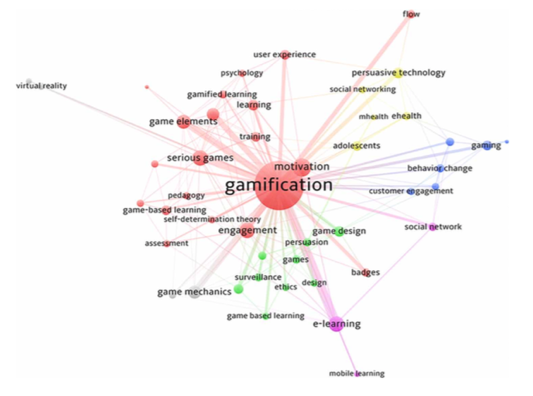 flow
user experience
psychology
persuasive technology
virtual reality
social networking
gamified learning
learning
game elements
mhealth
ehealth
training
adolescents
gaming
serious games
motivation
behavior change
gamification
customer engagement
pedagogy
game-based learning
self-determination theory
social network
engagement
game design
assessment
persuasion
games
badges
surveillance
design
ethics
game mechanics
game based learning
e-learning
mobile learning